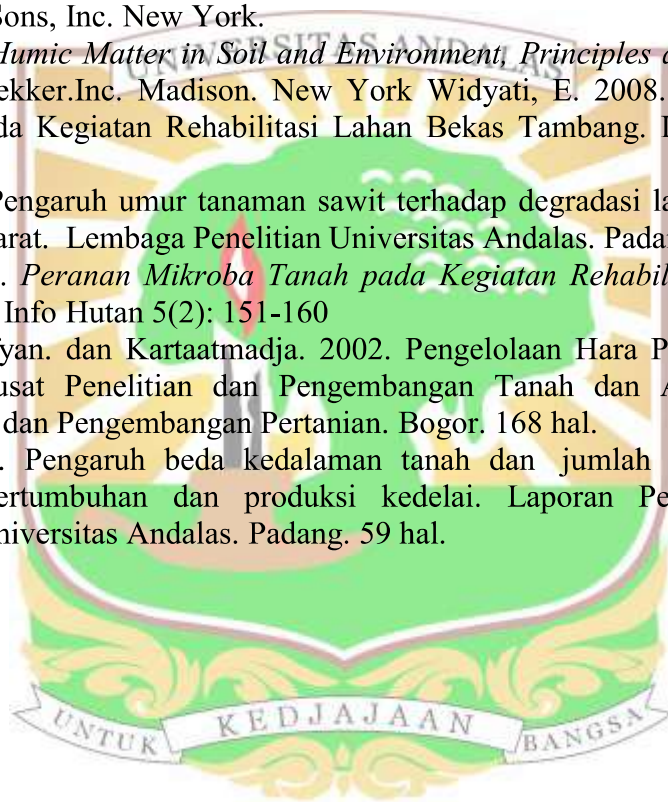 Sons, Inc. New York.
UNIVERSITAS ANDALAS
Humic Matter in Soil and Environment, Principles
ekker.Inc. Madison. New York Widyati, E. 2008.
da Kegiatan Rehabilitasi Lahan Bekas Tambang.
Pengaruh umur tanaman sawit terhadap degradasi la
arat. Lembaga Penelitian Universitas Andalas. Pada
. Peranan Mikroba Tanah pada Kegiatan Rehabil
Info Hutan 5(2): 151-160
yan. dan Kartaatmadja. 2002. Pengelolaan Hara P
usat Penelitian dan Pengembangan Tanah dan A
dan Pengembangan Pertanian. Bogor. 168 hal.
. Pengaruh beda kedalaman tanah dan jumlah
ertumbuhan dan produksi kedelai. Laporan Pe
niversitas Andalas. Padang. 59 hal.
UNTUK KEDJAJAAN BANGSA